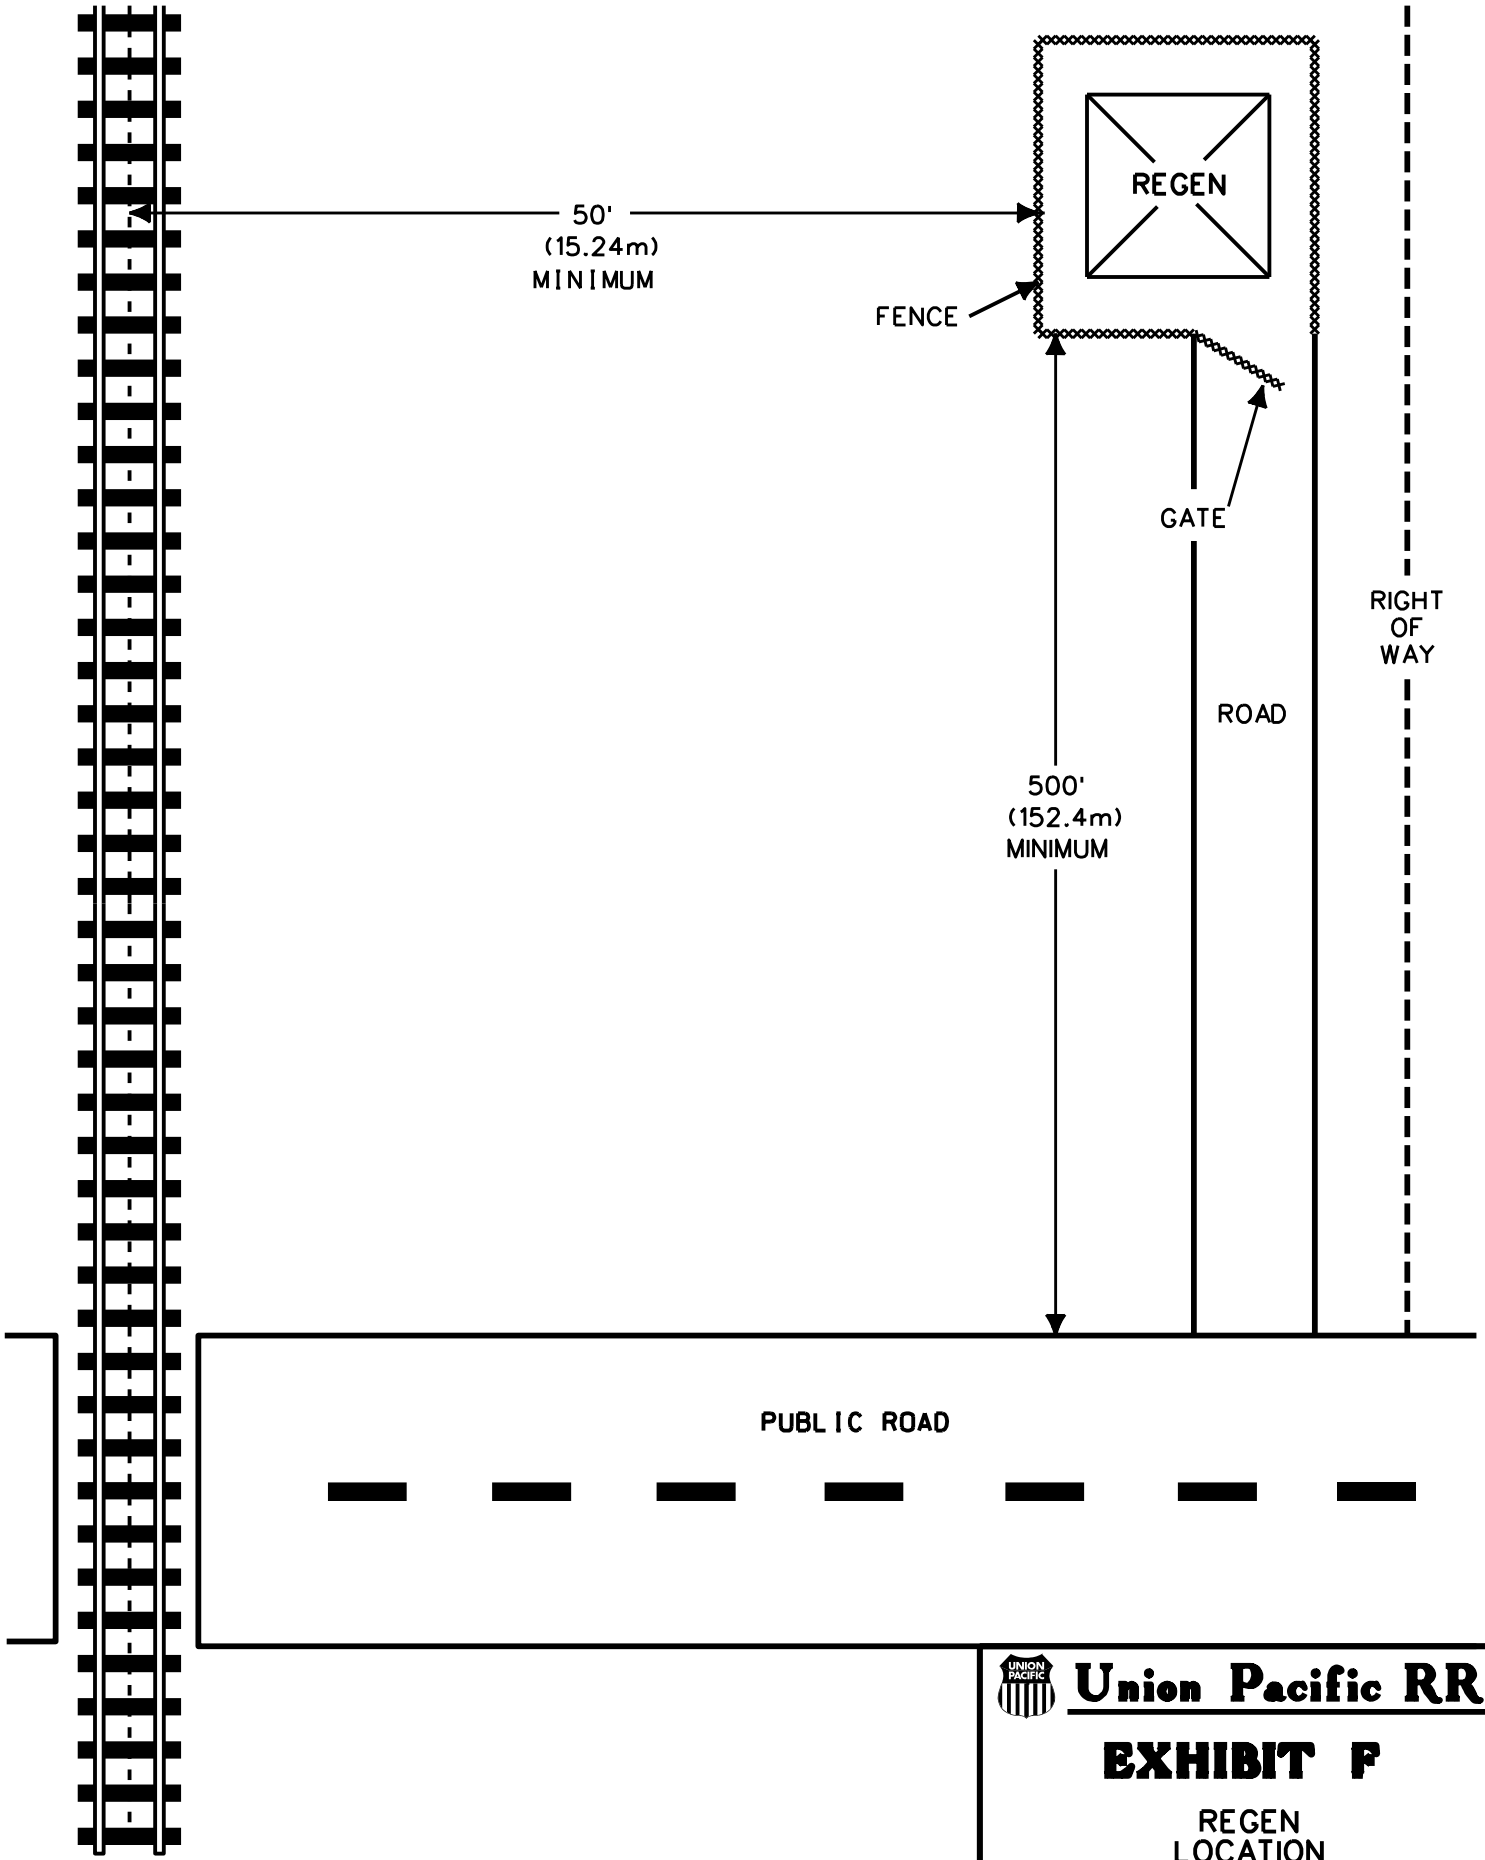 REGEN
50'
(15.24m)
MINIMUM
FENCE
GATE
RIGHT
OF
WAY
ROAD
500'
(152.4m)
MINIMUM
PUBLIC ROAD
UNION
PACIFIC
Union Pacific RR
EXHIBIT F
REGEN
LOCATION